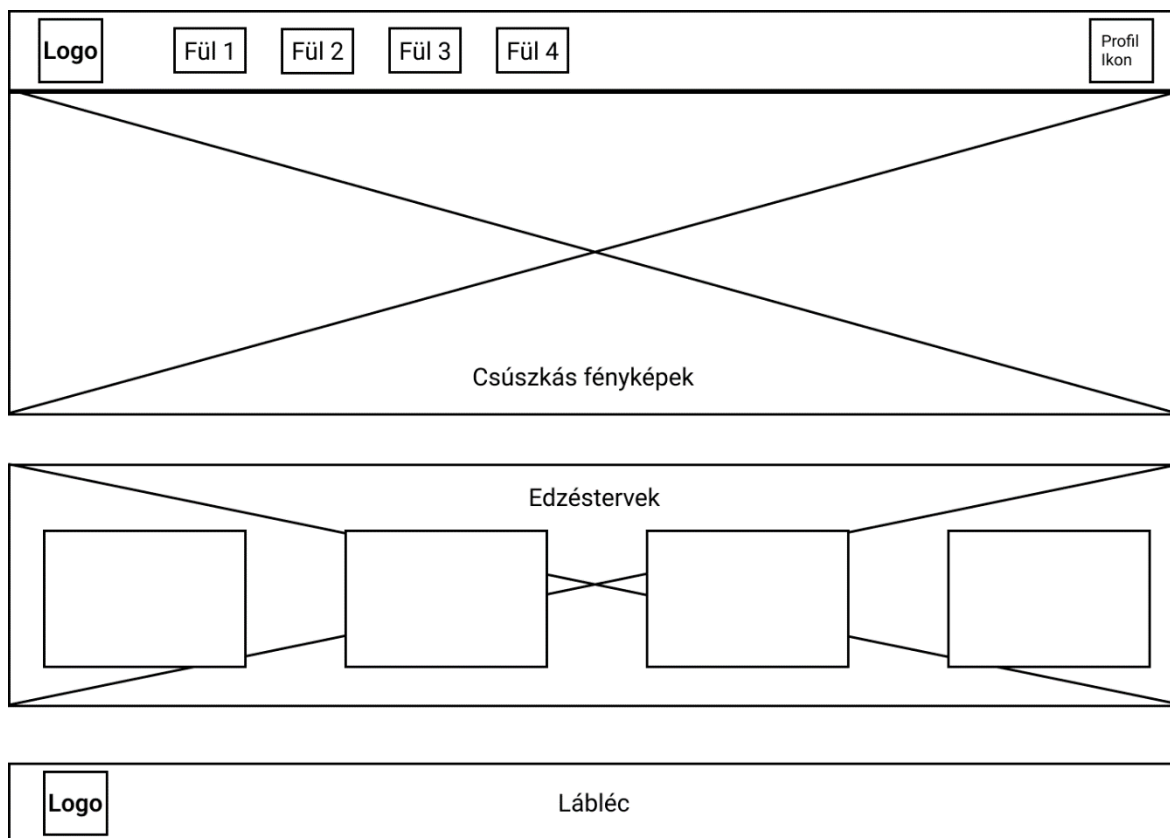 Logo
Fül 1
Fül 2
Fül 3
Fül 4
Profil
Ikon
Csúszkás fényképek
Edzéstervek
Logo
Lábléc